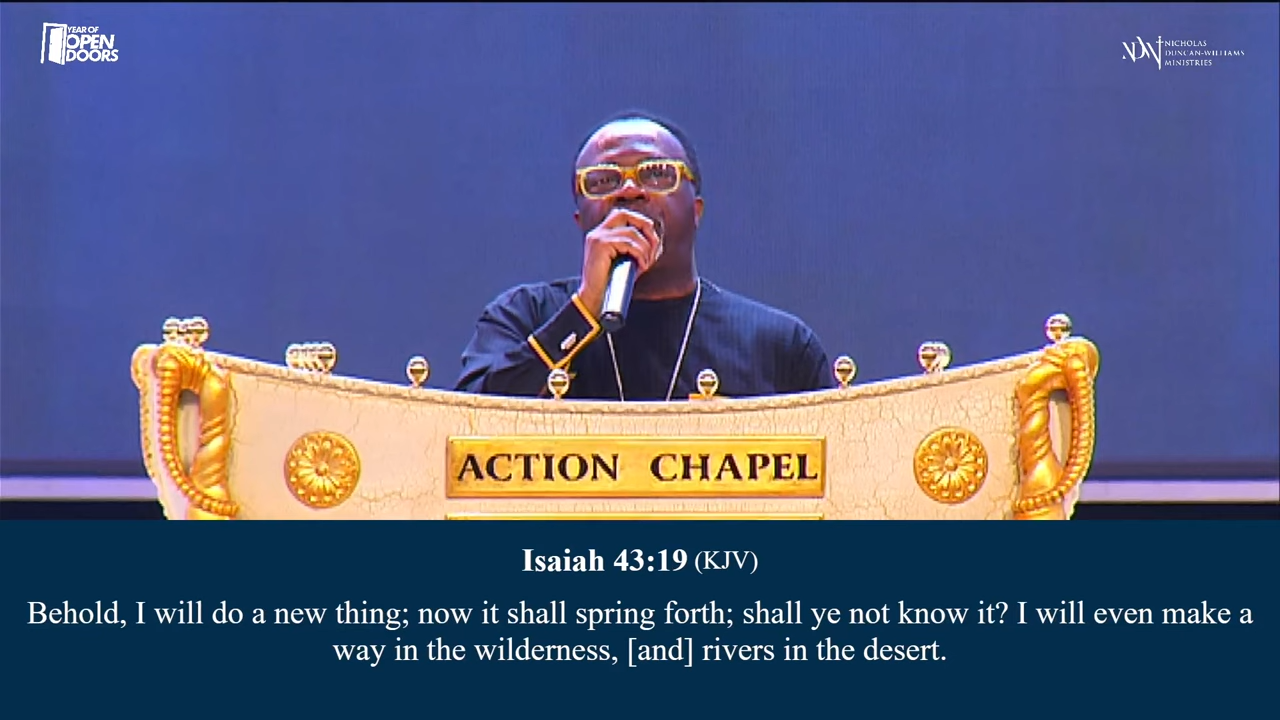 YEAR OF
OPEN
DOORS
NDW
NICHOLAS
DUNCAN-WILLIAMS
MINISTRIES
ACTION CHAPEL
Isaiah 43:19 (KJV)
Behold, I will do a new thing; now it shall spring forth; shall ye not know it? I will even make a
way in the wilderness, [and] rivers in the desert.